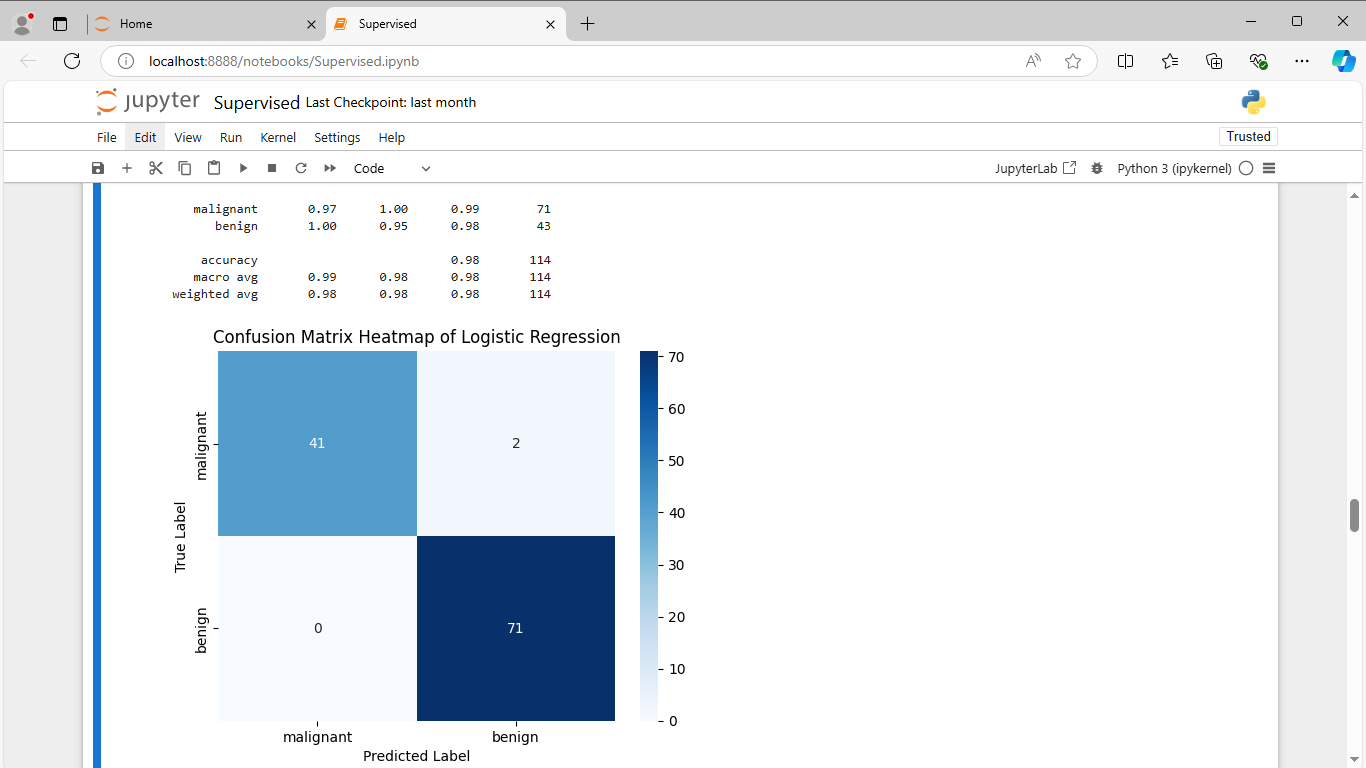 Home
Supervised
localhost:8888/notebooks/Supervised.ipynb
jupyter Supervised Last Checkpoint: last month
File Edit View Run Kernel Settings Help
Trusted
Code
JupyterLab
Python 3 (ipykernel)
malignant 0.97 1.00 0.99 71
benign 1.00 0.95 0.98 43
accuracy 0.98 114
macro avg 0.99 0.98 0.98 114
weighted avg 0.98 0.98 0.98 114
Confusion Matrix Heatmap of Logistic Regression
True Label
malignant
benign
41 2
0 71
malignant benign
Predicted Label
70
60
50
40
30
20
10
0